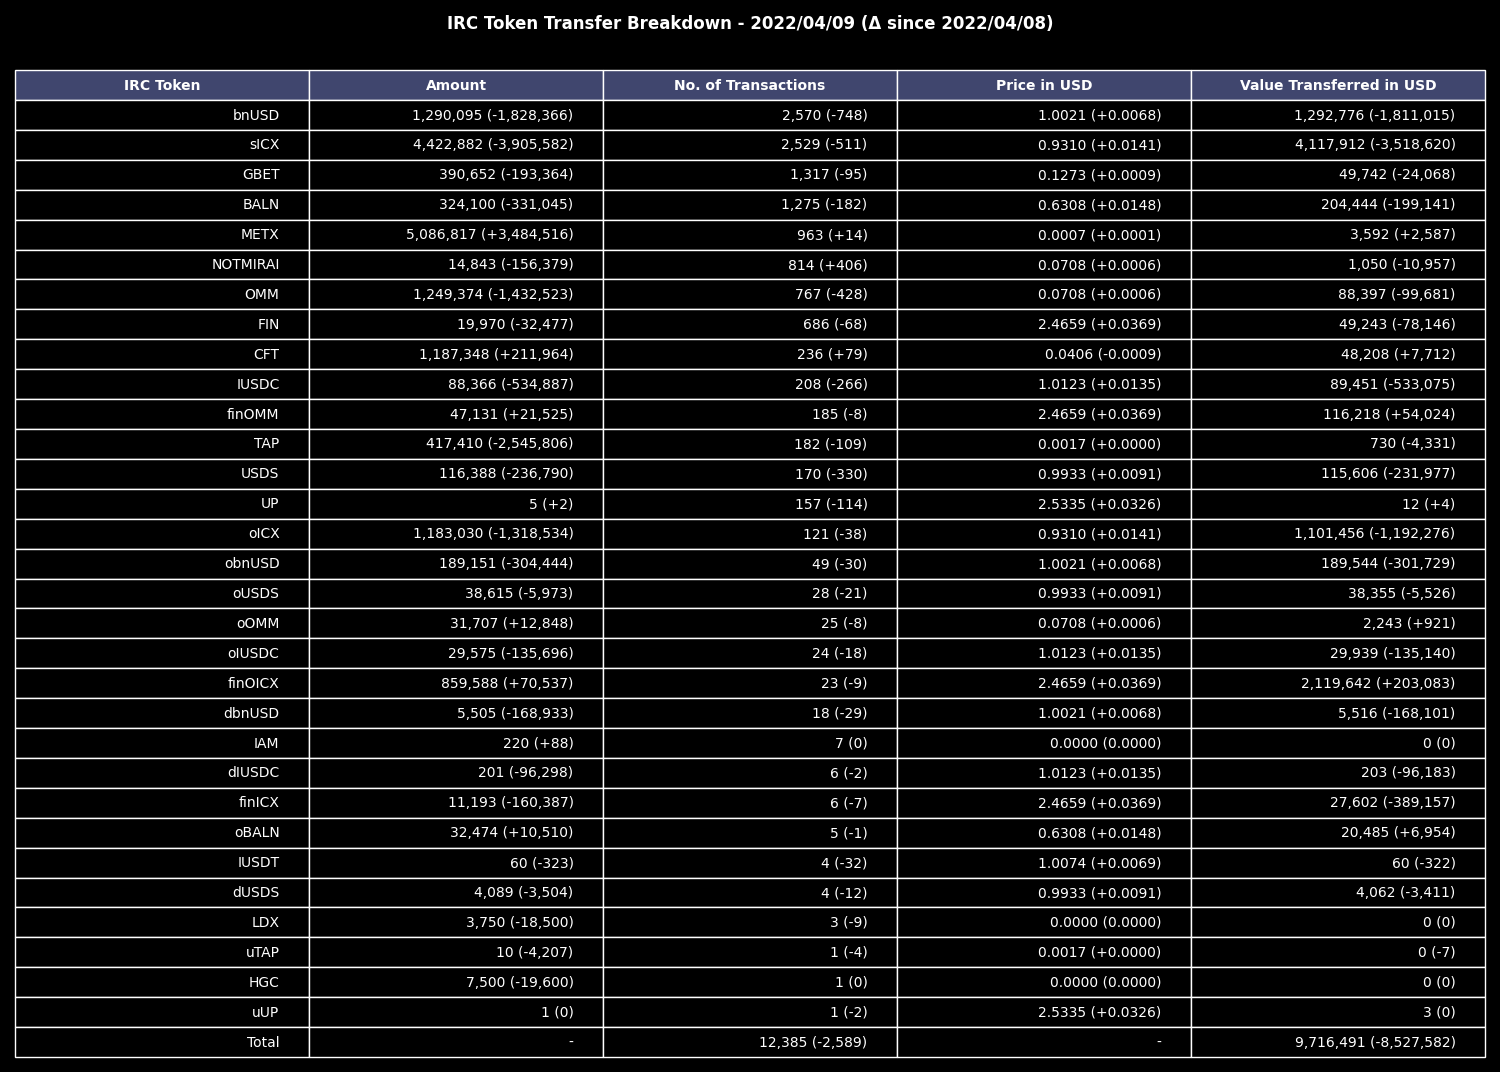 IRC Token Transfer Breakdown - 2022/04/09 (Δ since 2022/04/08)
IRC Token Amount No. of Transactions Price in USD Value Transferred in USD
bnUSD 1,290,095 (-1,828,366) 2,570 (-748) 1.0021 (+0.0068) 1,292,776 (-1,811,015)
sICX 4,422,882 (-3,905,582) 2,529 (-511) 0.9310 (+0.0141) 4,117,912 (-3,518,620)
GBET 390,652 (-193,364) 1,317 (-95) 0.1273 (+0.0009) 49,742 (-24,068)
BALN 324,100 (-331,045) 1,275 (-182) 0.6308 (+0.0148) 204,444 (-199,141)
METX 5,086,817 (+3,484,516) 963 (+14) 0.0007 (+0.0001) 3,592 (+2,587)
NOTMIRAI 14,843 (-156,379) 814 (+406) 0.0708 (+0.0006) 1,050 (-10,957)
OMM 1,249,374 (-1,432,523) 767 (-428) 0.0708 (+0.0006) 88,397 (-99,681)
FIN 19,970 (-32,477) 686 (-68) 2.4659 (+0.0369) 49,243 (-78,146)
CFT 1,187,348 (+211,964) 236 (+79) 0.0406 (-0.0009) 48,208 (+7,712)
IUSDC 88,366 (-534,887) 208 (-266) 1.0123 (+0.0135) 89,451 (-533,075)
finOMM 47,131 (+21,525) 185 (-8) 2.4659 (+0.0369) 116,218 (+54,024)
TAP 417,410 (-2,545,806) 182 (-109) 0.0017 (+0.0000) 730 (-4,331)
USDS 116,388 (-236,790) 170 (-330) 0.9933 (+0.0091) 115,606 (-231,977)
UP 5 (+2) 157 (-114) 2.5335 (+0.0326) 12 (+4)
oICX 1,183,030 (-1,318,534) 121 (-38) 0.9310 (+0.0141) 1,101,456 (-1,192,276)
obnUSD 189,151 (-304,444) 49 (-30) 1.0021 (+0.0068) 189,544 (-301,729)
oUSDS 38,615 (-5,973) 28 (-21) 0.9933 (+0.0091) 38,355 (-5,526)
oOMM 31,707 (+12,848) 25 (-8) 0.0708 (+0.0006) 2,243 (+921)
oIUSDC 29,575 (-135,696) 24 (-18) 1.0123 (+0.0135) 29,939 (-135,140)
finOICX 859,588 (+70,537) 23 (-9) 2.4659 (+0.0369) 2,119,642 (+203,083)
dbnUSD 5,505 (-168,933) 18 (-29) 1.0021 (+0.0068) 5,516 (-168,101)
IAM 220 (+88) 7 (0) 0.0000 (0.0000) 0 (0)
dIUSDC 201 (-96,298) 6 (-2) 1.0123 (+0.0135) 203 (-96,183)
finICX 11,193 (-160,387) 6 (-7) 2.4659 (+0.0369) 27,602 (-389,157)
oBALN 32,474 (+10,510) 5 (-1) 0.6308 (+0.0148) 20,485 (+6,954)
IUSDT 60 (-323) 4 (-32) 1.0074 (+0.0069) 60 (-322)
dUSDS 4,089 (-3,504) 4 (-12) 0.9933 (+0.0091) 4,062 (-3,411)
LDX 3,750 (-18,500) 3 (-9) 0.0000 (0.0000) 0 (0)
uTAP 10 (-4,207) 1 (-4) 0.0017 (+0.0000) 0 (-7)
HGC 7,500 (-19,600) 1 (0) 0.0000 (0.0000) 0 (0)
uUP 1 (0) 1 (-2) 2.5335 (+0.0326) 3 (0)
Total - 12,385 (-2,589) - 9,716,491 (-8,527,582)